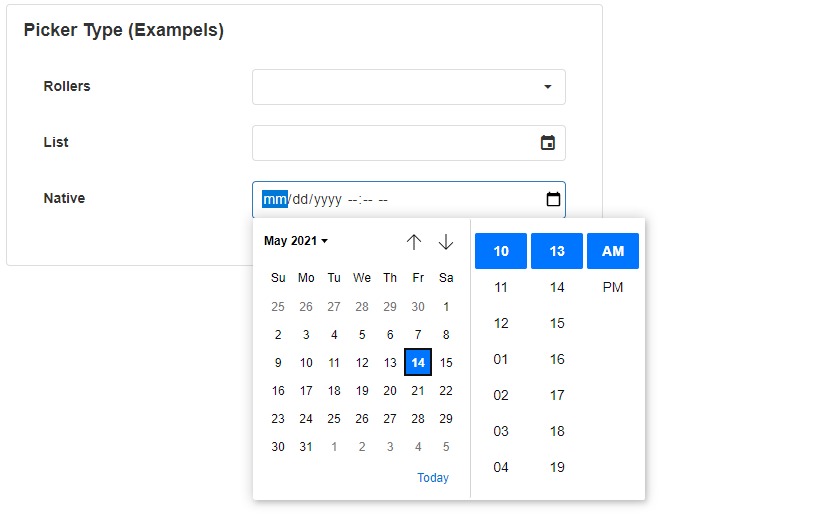 Picker Type (Exampels)
Rollers
List
Native mm/dd/yyyy --:-- --
May 2021
Su Mo Tu We Th Fr Sa
25 26 27 28 29 30 1
2 3 4 5 6 7 8
9 10 11 12 13 14 15
16 17 18 19 20 21 22
23 24 25 26 27 28 29
30 31 1 2 3 4 5
Today
10 13 AM
11 14 PM
12 15
01 16
02 17
03 18
04 19